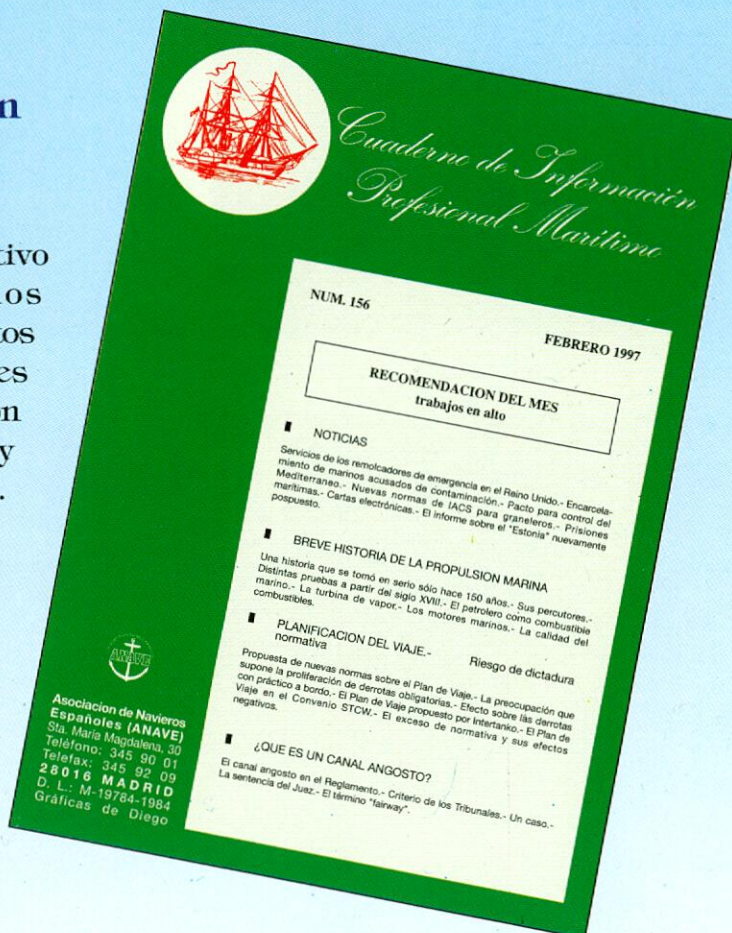 n
tivo
los
tos
es
on
y
.
Cuaderno de Información
Profesional Marítimo
NUM. 156
FEBRERO 1997
RECOMENDACION DEL MES
trabajos en alto
NOTICIAS
Servicios de los remolcadores de emergencia en el Reino Unido.- Encarcela-
miento de marinos acusados de contaminación.- Pacto para control del
Mediterraneo.- Nuevas normas de IACS para graneleros.- Prisiones
marítimas.- Cartas electrónicas.- El informe sobre el "Estonia" nuevamente
pospuesto.
BREVE HISTORIA DE LA PROPULSION MARINA
Una historia que se tomó en serio sólo hace 150 años.- Sus percutores.-
Distintas pruebas a partir del siglo XVIII.- El petrolero como combustible
marino.- La turbina de vapor.- Los motores marinos.- La calidad del
combustibles.
PLANIFICACION DEL VIAJE.- Riesgo de dictadura
normativa
Propuesta de nuevas normas sobre el Plan de Viaje.- La preocupación que
supone la proliferación de derrotas obligatorias.- Efecto sobre lás derrotas
con práctico a bordo.- El Plan de Viaje propuesto por Intertanko.- El Plan de
Viaje en el Convenio STCW.- El exceso de normativa y sus efectos
negativos.
¿QUE ES UN CANAL ANGOSTO?
El canal angosto en el Reglamento.- Criterio de los Tribunales.- Un caso.-
La sentencia del Juez.- El término "fairway".
ANAVE
Asociacion de Navieros
Españoles (ANAVE)
Sta. María Magdalena, 30
Teléfono: 345 90 01
Telefax: 345 92 09
28016 MADRID
D. L.: M-19784-1984
Gráficas de Diego